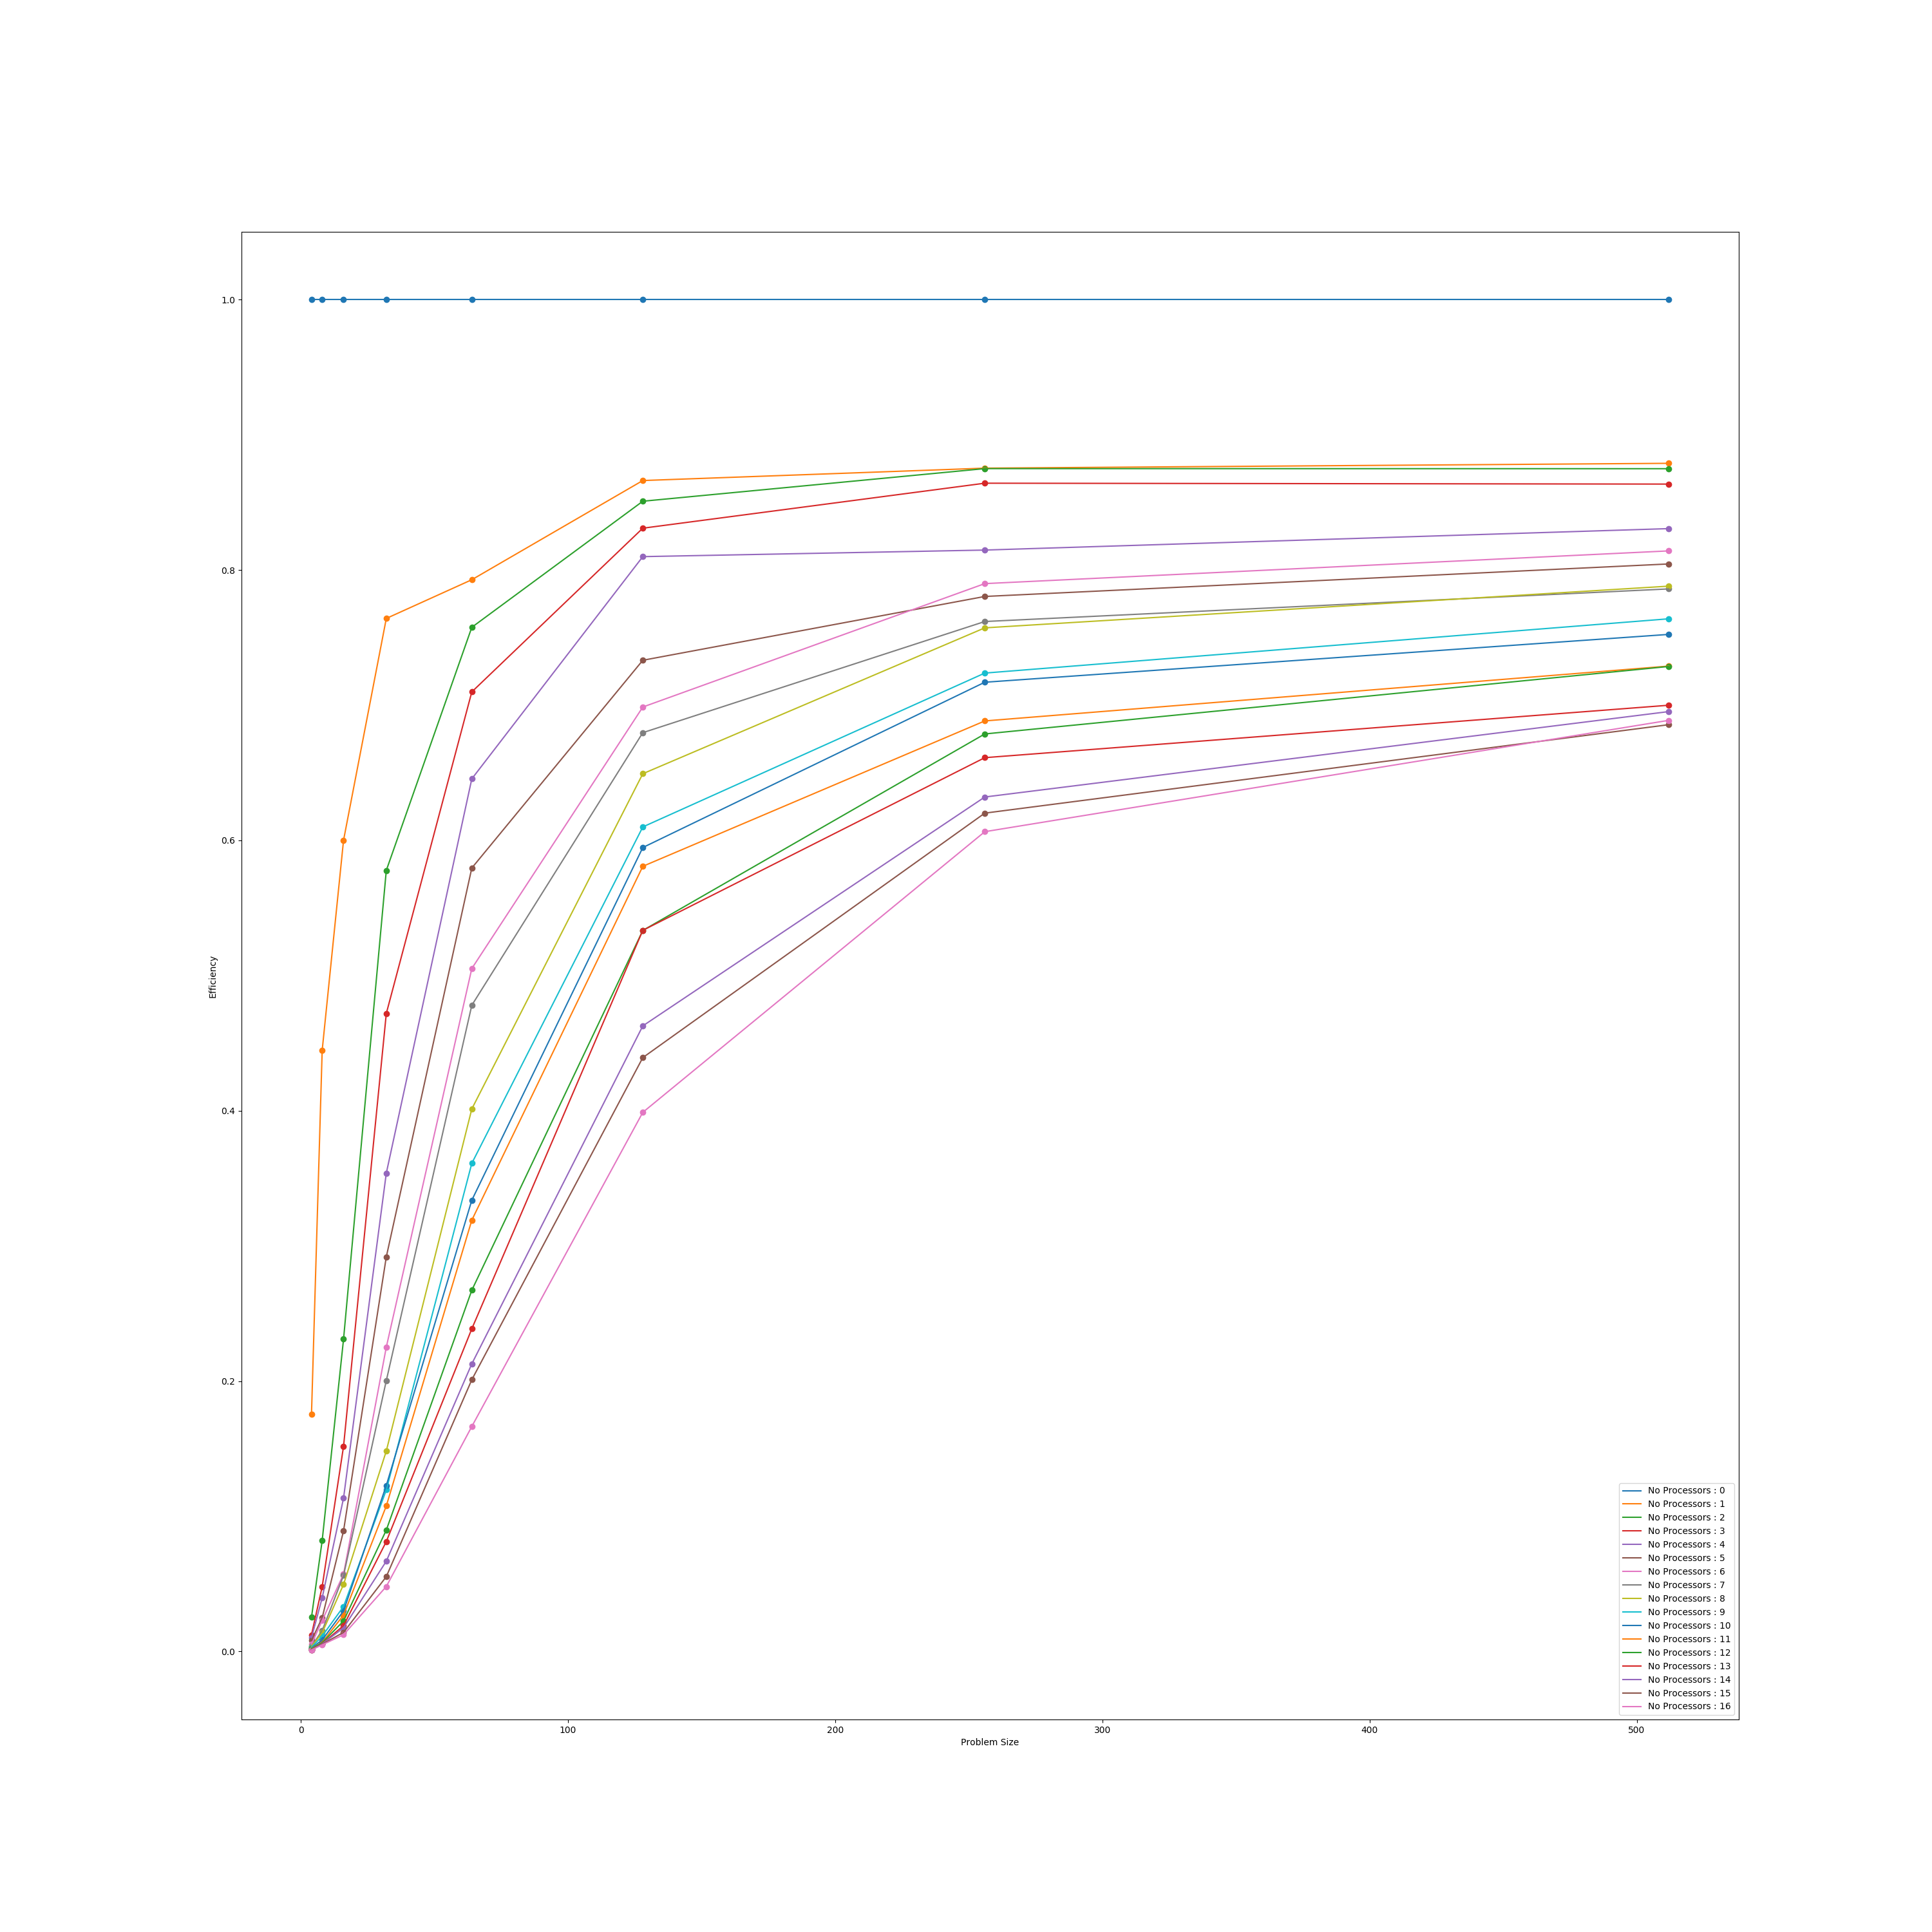 1.0
0.8
0.6
0.4
0.2
0.0
Efficiency
0 100 200 300 400 500
Problem Size
No Processors : 0
No Processors : 1
No Processors : 2
No Processors : 3
No Processors : 4
No Processors : 5
No Processors : 6
No Processors : 7
No Processors : 8
No Processors : 9
No Processors : 10
No Processors : 11
No Processors : 12
No Processors : 13
No Processors : 14
No Processors : 15
No Processors : 16